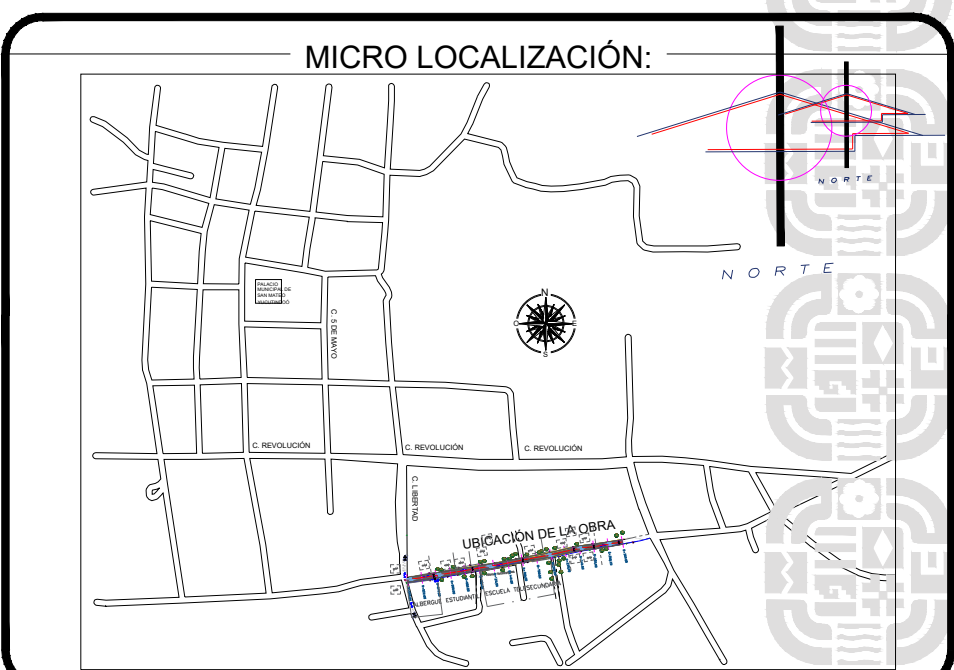 MICRO LOCALIZACIÓN:
NORTE
NORTE
PALACIO
MUNICIPAL DE
SAN MATEO
N
O
E
S
C. 5 DE MAYO
C. REVOLUCIÓN
C. REVOLUCIÓN
C. REVOLUCIÓN
C. LIBERTAD
UBICACIÓN DE LA OBRA
ALBERGUE ESTUDIANTIL
ESCUELA TELESECUNDARIA